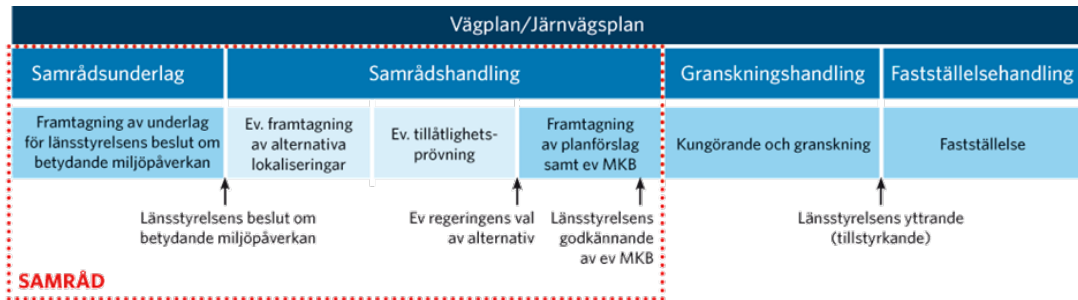 Vägplan/Järnvägsplan
Samrådsunderlag
Samrådshandling
Granskningshandling
Fastställelsehandling
Framtagning av underlag
för länsstyrelsens beslut om
betydande miljöpåverkan
Ev. framtagning
av alternativa
lokaliseringar
Ev. tillåtlighets-
prövning
Framtagning
av planförslag
samt ev MKB
Kungörande och granskning
Fastställelse
Länsstyrelsens beslut om
betydande miljöpåverkan
Ev regeringens val
av alternativ
Länsstyrelsens
godkännande
av ev MKB
Länsstyrelsens yttrande
(tillstyrkande)
SAMRÅD